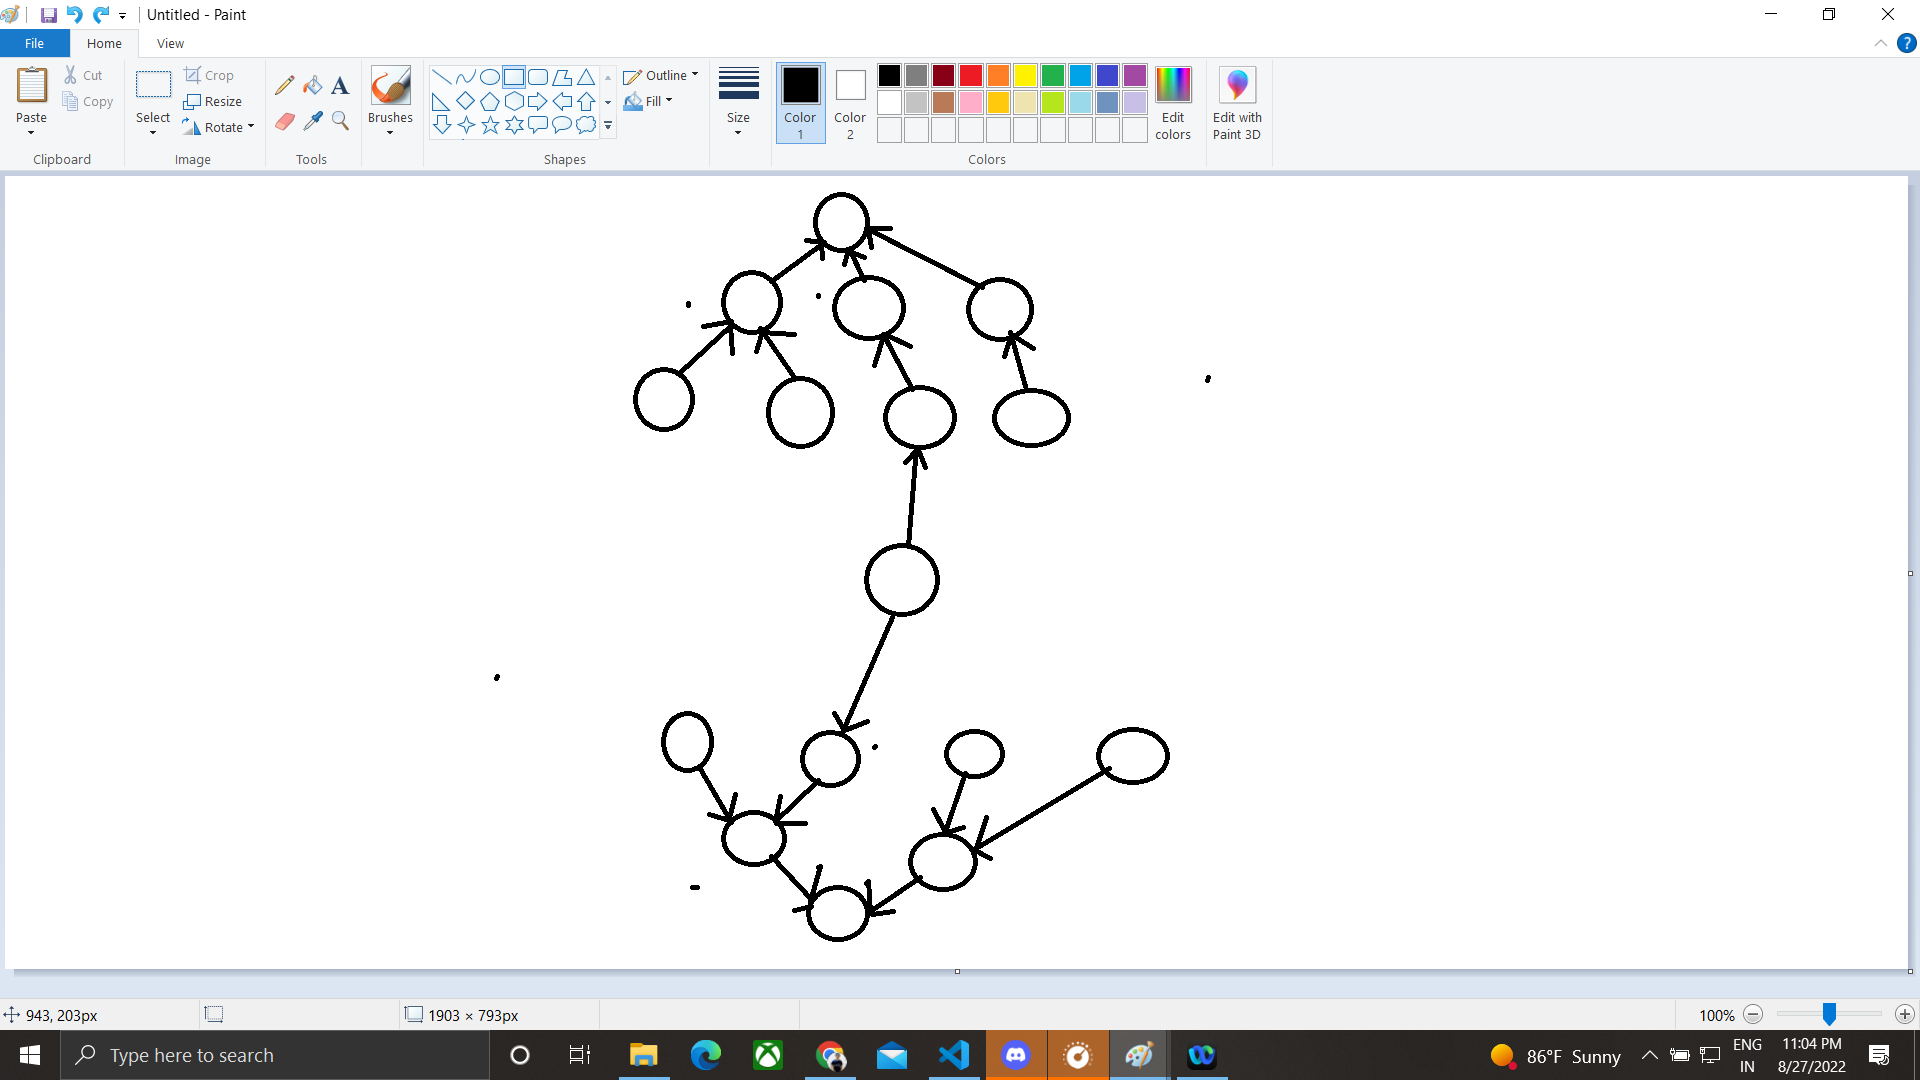 Untitled - Paint
File Home View
Paste
Cut
Copy
Clipboard
Select
Crop
Resize
Rotate
Image
A
Tools
Brushes
Shapes
Outline
Fill
Size
Color 1
Color 2
Colors
Edit colors
Edit with Paint 3D
?
943, 203px
1903 × 793px
100%
Type here to search
86°F Sunny
ENG
IN
11:04 PM
8/27/2022